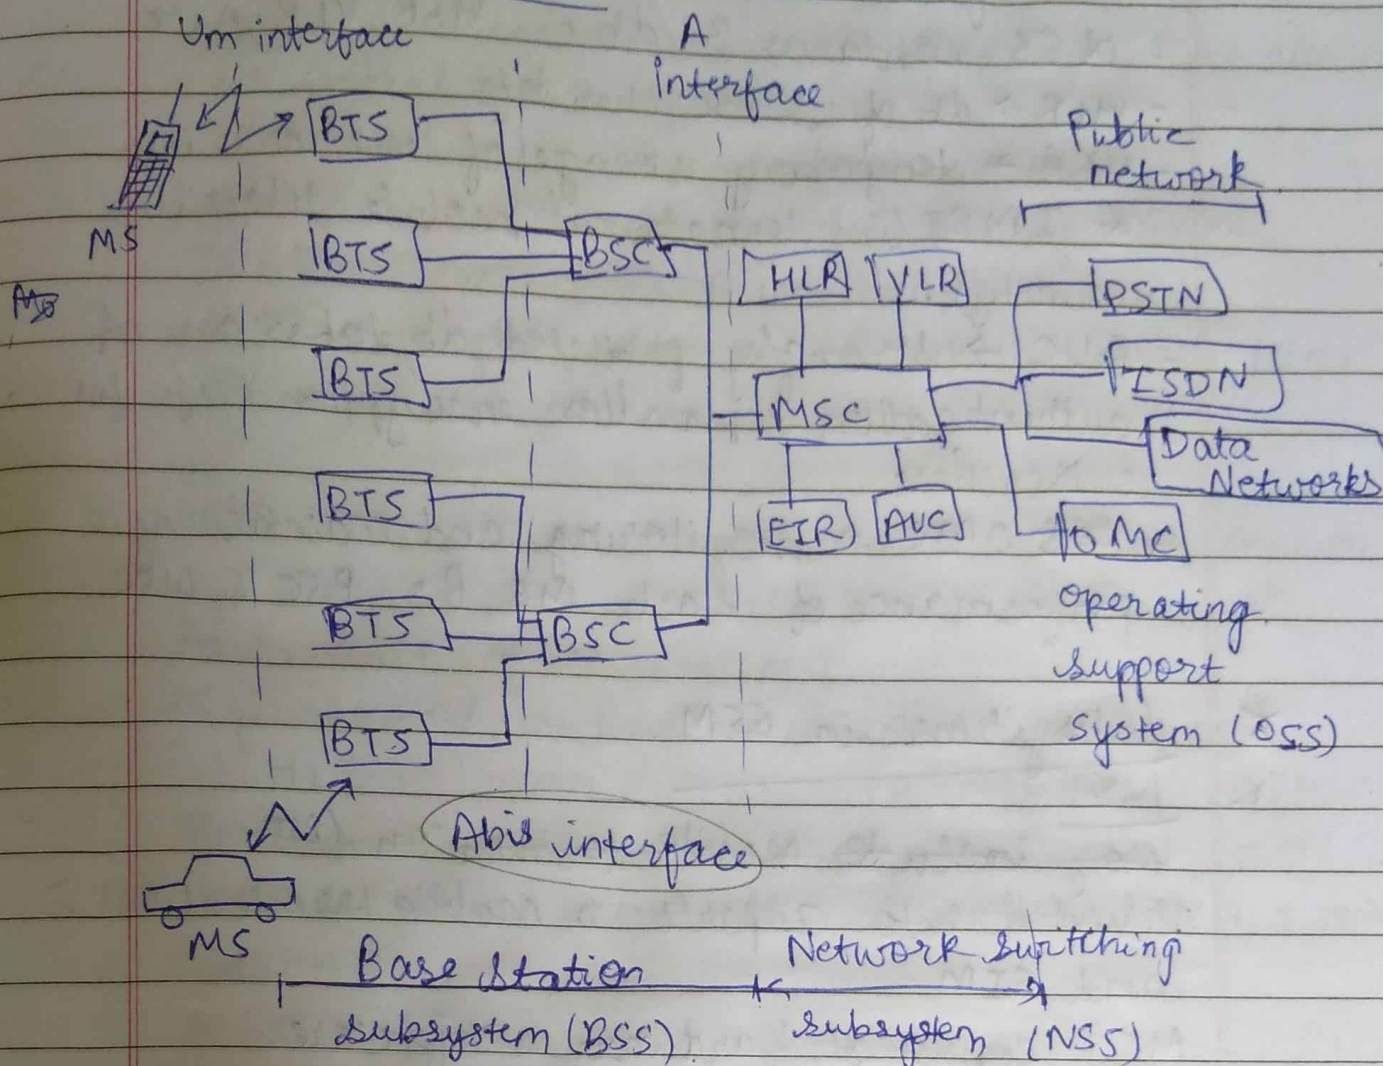 Um interface
A
interface
Public
network
BTS
MS
BTS
BSC
HLR
VLR
PSTN
BTS
ISDN
MSC
Data
Networks
BTS
EIR
AUC
OMC
operating
support
system (OSS)
BTS
BSC
BTS
Abis interface
MS
Base station
subsystem (BSS)
Network switching
subsystem (NSS)